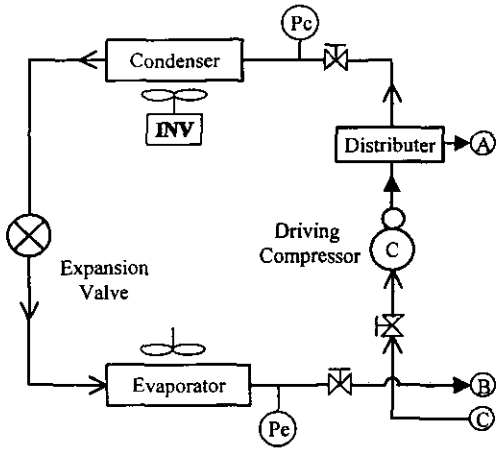 Pc
Condenser
INV
Distributer
A
Driving
Compressor
C
Expansion
Valve
Evaporator
B
Pe
C